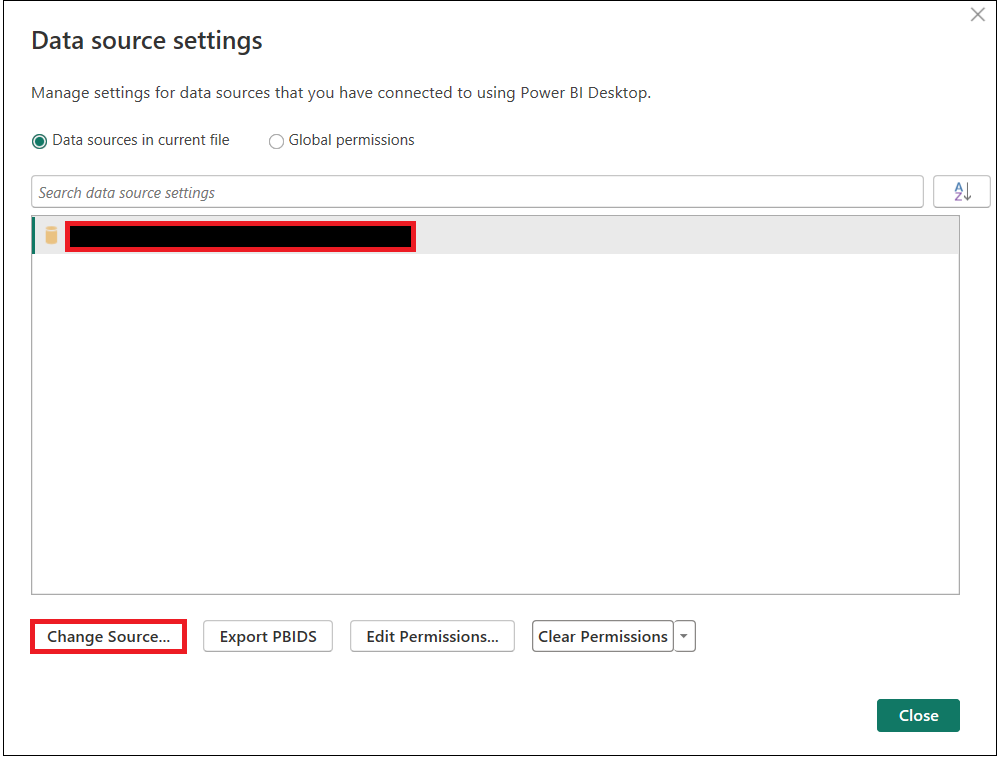 Data source settings
Manage settings for data sources that you have connected to using Power BI Desktop.
Data sources in current file
Global permissions
Search data source settings
A
Z
Change Source...
Export PBIDS
Edit Permissions...
Clear Permissions
Close